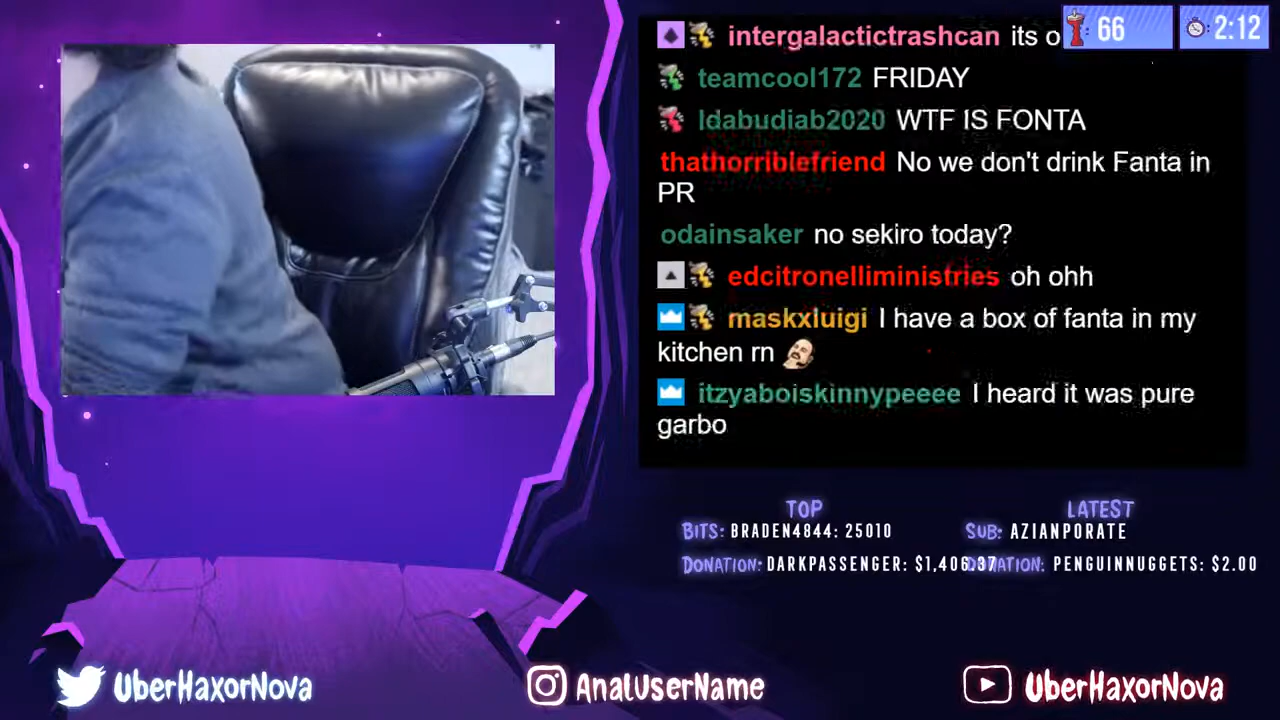 intergalactictrashcan its o
66
2:12
teamcool172 FRIDAY
ldabudiab2020 WTF IS FONTA
thathorriblefriend No we don't drink Fanta in
PR
odainsaker no sekiro today?
edcitronelliministries oh ohh
maskxluigi I have a box of fanta in my
kitchen rn
itzyaboiskinnypeeee I heard it was pure
garbo
TOP
BITS: BRADEN4844: 25010
DONATION: DARKPASSENGER: $1,406.37
LATEST
SUB: AZIANPORATE
DONATION: PENGUINNUGGETS: $2.00
UberHaxorNova
AnalUserName
UberHaxorNova